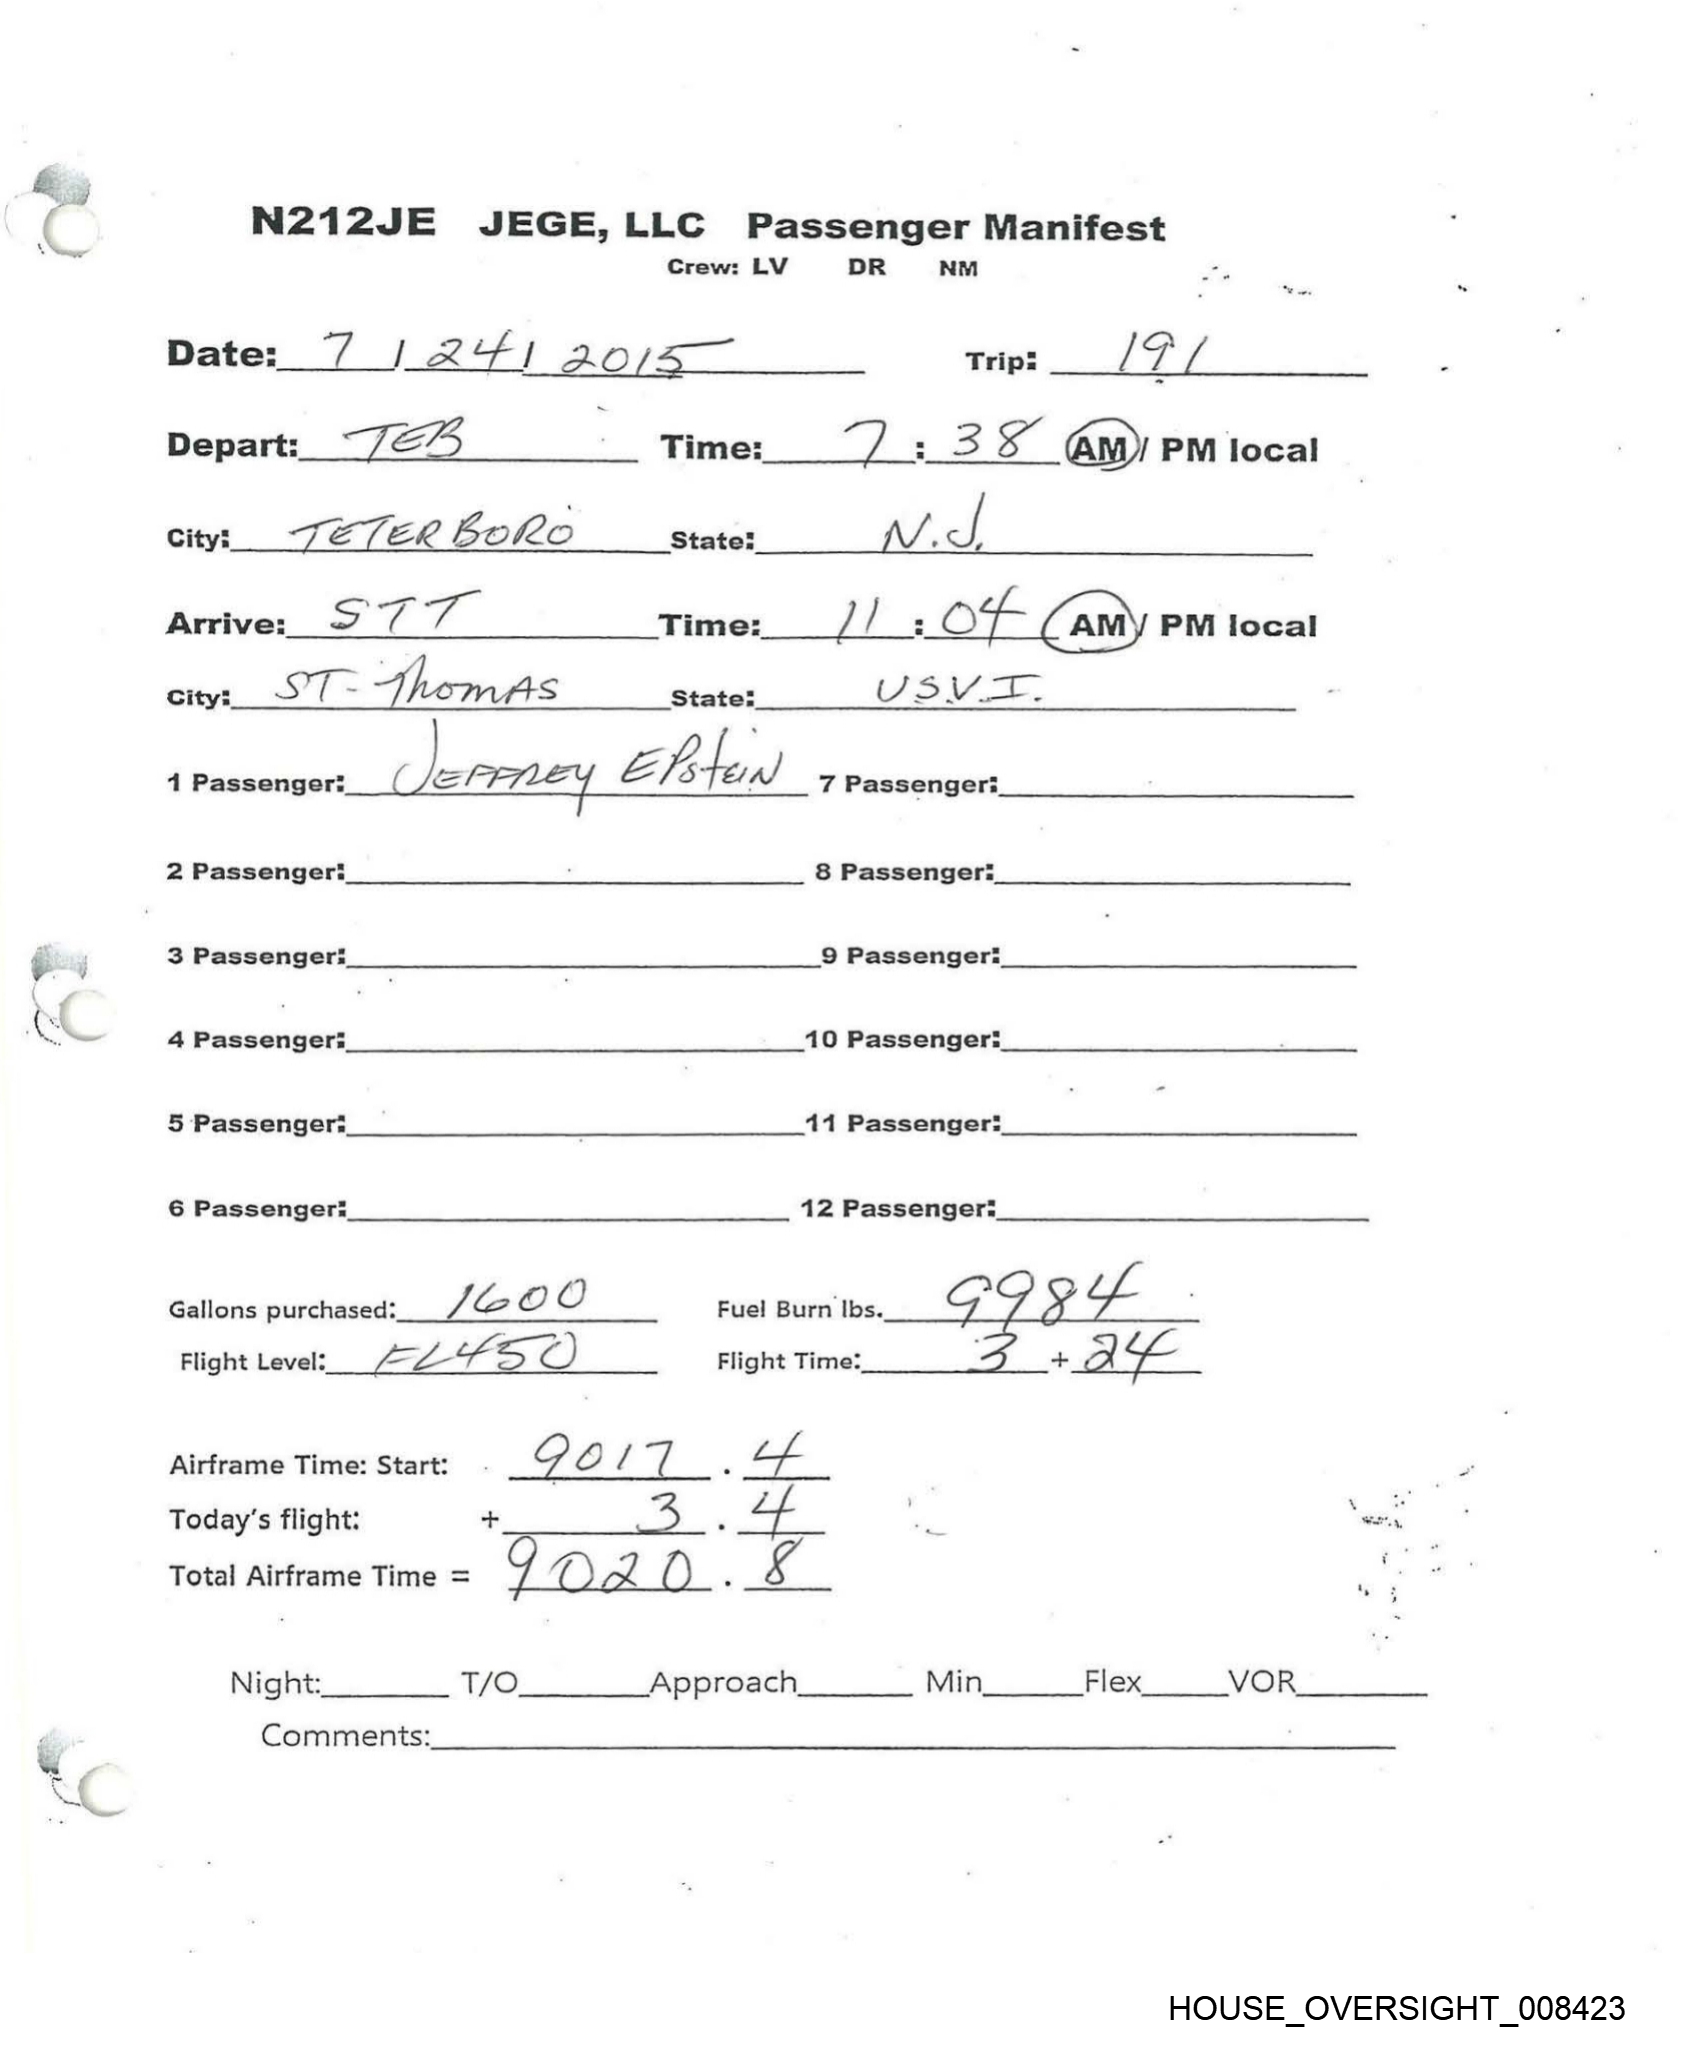 N212JE JEGE, LLC Passenger Manifest
Crew: LV DR NM
Date: 7 / 24 / 2015 Trip: 191
Depart: TEB Time: 7 : 38 AM / PM local
City: TETERBORO State: N.J.
Arrive: STT Time: 11 : 04 AM / PM local
City: ST. Thomas State: U.S.V.I.
1 Passenger: JEFFREY EPstEIN 7 Passenger:
2 Passenger: 8 Passenger:
3 Passenger: 9 Passenger:
4 Passenger: 10 Passenger:
5 Passenger: 11 Passenger:
6 Passenger: 12 Passenger:
Gallons purchased: 1600 Fuel Burn lbs. 9984
Flight Level: FL450 Flight Time: 3 + 24
Airframe Time: Start: 9017 . 4
Today's flight: + 3 . 4
Total Airframe Time = 9020 . 8
Night: T/O Approach Min Flex VOR
Comments:
HOUSE_OVERSIGHT_008423